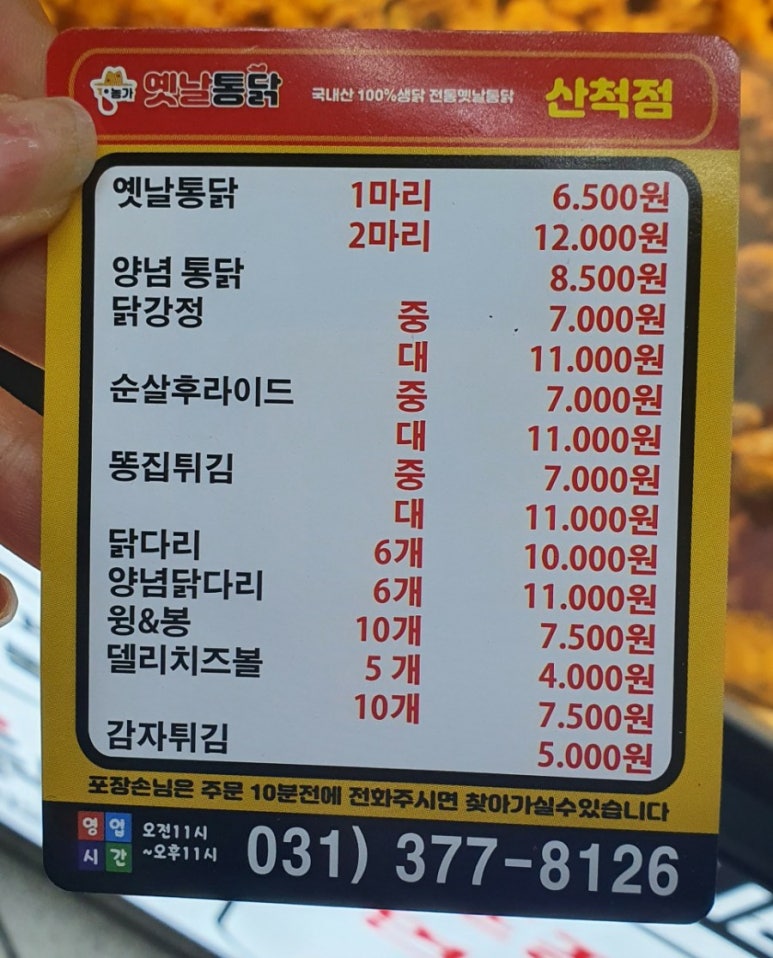 농가 옛날통닭 국내산 100%생닭 전통옛날통닭 산척점
옛날통닭 1마리 6.500원
2마리 12.000원
양념 통닭 8.500원
닭강정 중 7.000원
대 11.000원
순살후라이드 중 7.000원
대 11.000원
똥집튀김 중 7.000원
대 11.000원
닭다리 6개 10.000원
양념닭다리 6개 11.000원
윙&봉 10개 7.500원
델리치즈볼 5 개 4.000원
10개 7.500원
감자튀김 5.000원
포장손님은 주문 10분전에 전화주시면 찾아가실수있습니다
영업시간 오전11시
~오후11시
031) 377-8126